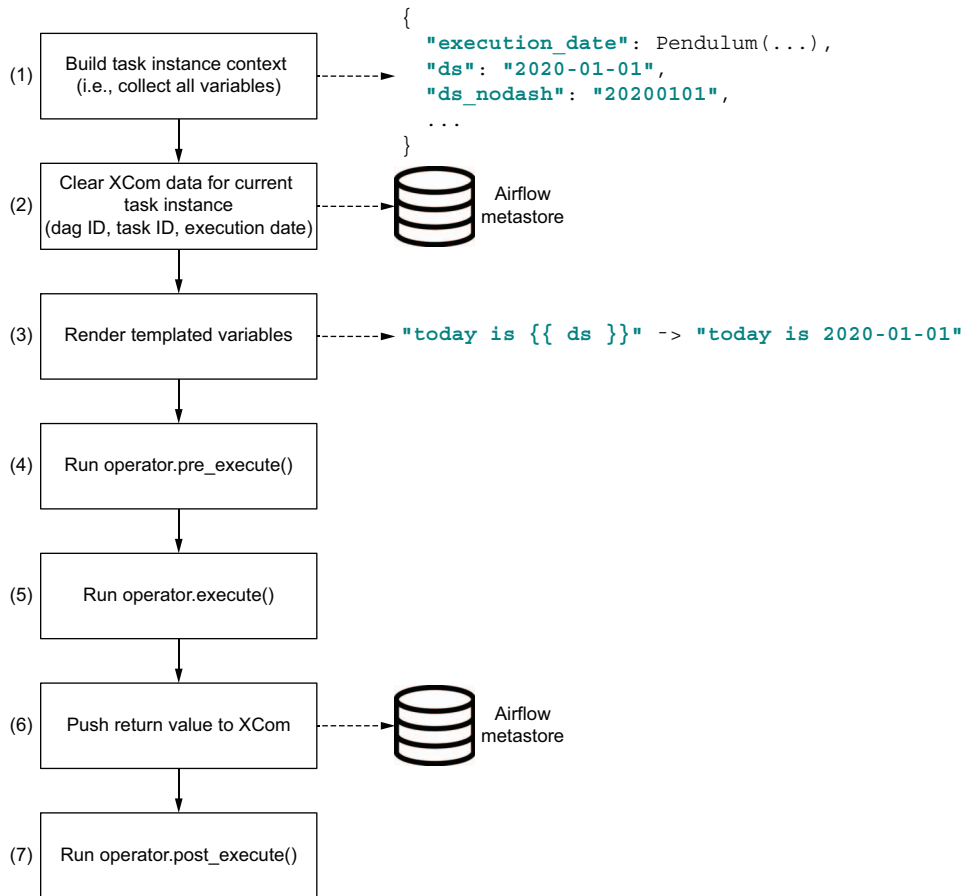 {
"execution_date": Pendulum(...),
(1)
Build task instance context
(i.e., collect all variables)
"ds": "2020-01-01",
"ds_nodash": "20200101",
...
}
(2)
Clear XCom data for current
task instance
(dag ID, task ID, execution date)
Airflow
metastore
(3)
Render templated variables
"today is {{ ds }}" -> "today is 2020-01-01"
(4)
Run operator.pre_execute()
(5)
Run operator.execute()
(6)
Push return value to XCom
Airflow
metastore
(7)
Run operator.post_execute()